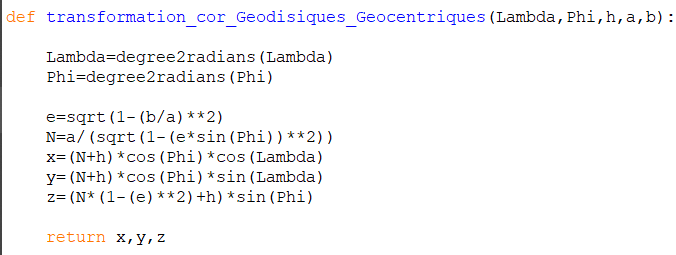 def transformation_cor_Geodisiques_Geocentriques(Lambda,Phi,h,a,b):
Lambda=degree2radians(Lambda)
Phi=degree2radians(Phi)
e=sqrt(1-(b/a)**2)
N=a/(sqrt(1-(e*sin(Phi))**2))
x=(N+h)*cos(Phi)*cos(Lambda)
y=(N+h)*cos(Phi)*sin(Lambda)
z=(N*(1-(e)**2)+h)*sin(Phi)
return x,y,z